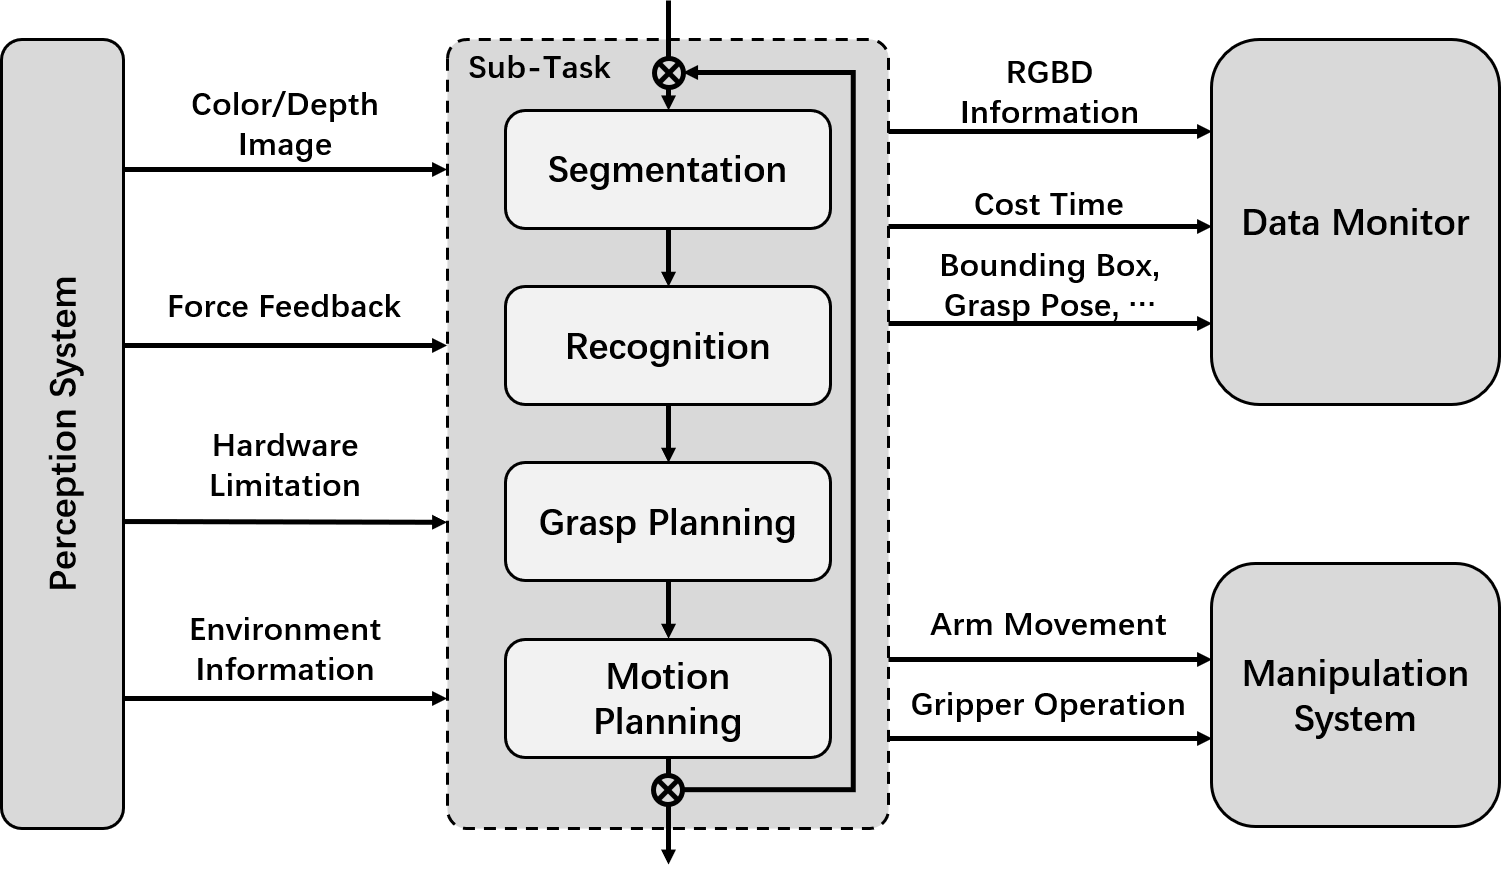 Perception System
Color/Depth
Image
Force Feedback
Hardware
Limitation
Environment
Information
Sub-Task
Segmentation
Recognition
Grasp Planning
Motion
Planning
RGBD
Information
Cost Time
Bounding Box,
Grasp Pose, ···
Arm Movement
Gripper Operation
Data Monitor
Manipulation
System